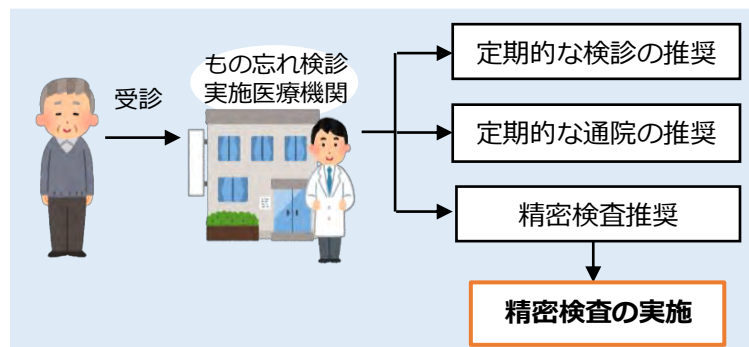 もの忘れ検診
実施医療機関
受診
定期的な検診の推奨
定期的な通院の推奨
精密検査推奨
精密検査の実施